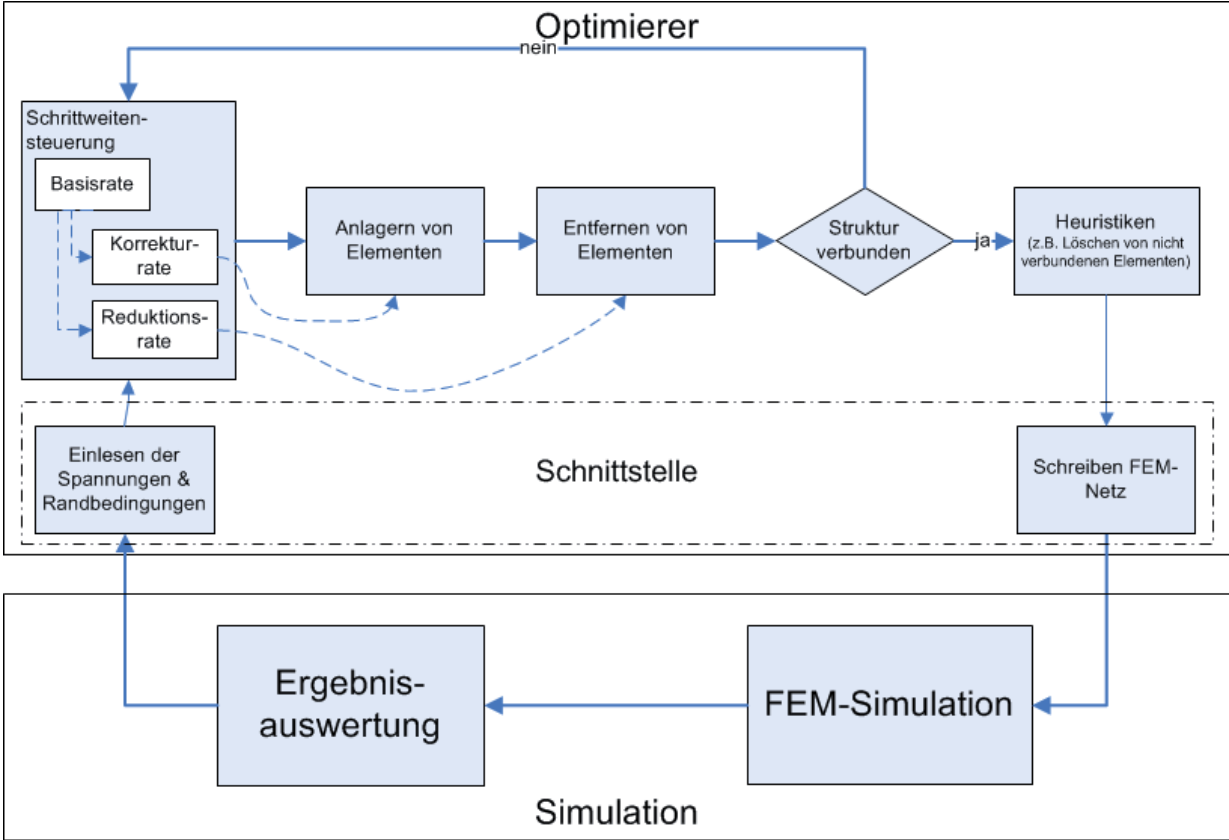 Optimierer
nein
Schrittweiten-
steuerung
Basisrate
Korrektur-
rate
Reduktions-
rate
Anlagern von
Elementen
Entfernen von
Elementen
Struktur
verbunden
ja
Heuristiken
(z.B. Löschen von nicht
verbundenen Elementen)
Einlesen der
Spannungen &
Randbedingungen
Schnittstelle
Schreiben FEM-
Netz
Ergebnis-
auswertung
FEM-Simulation
Simulation